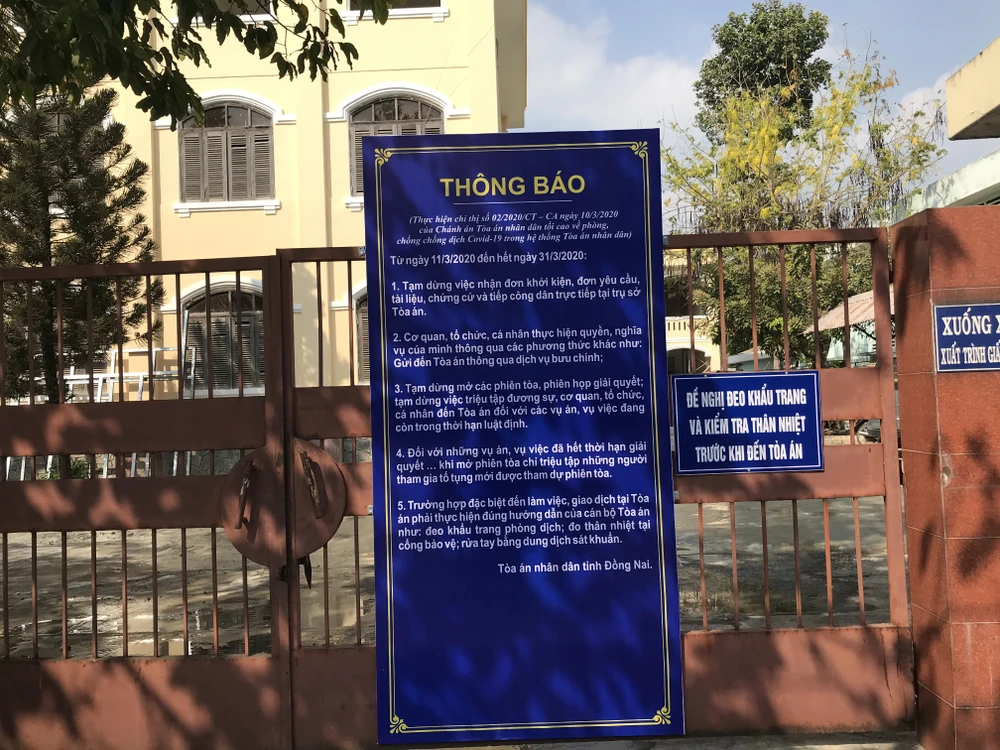 THÔNG BÁO
(Thực hiện chỉ thị số 02/2020/CT – CA ngày 10/3/2020
của Chánh án Tòa án nhân dân tối cao về phòng,
chống chống dịch Covid-19 trong hệ thống Tòa án nhân dân)
Từ ngày 11/3/2020 đến hết ngày 31/3/2020:
1. Tạm dừng việc nhận đơn khởi kiện, đơn yêu cầu,
tài liệu, chứng cứ và tiếp công dân trực tiếp tại trụ sở
Tòa án.
2. Cơ quan, tổ chức, cá nhân thực hiện quyền, nghĩa
vụ của mình thông qua các phương thức khác như:
Gửi đến Tòa án thông qua dịch vụ bưu chính;
3. Tạm dừng mở các phiên tòa, phiên họp giải quyết;
tạm dừng việc triệu tập đương sự, cơ quan, tổ chức,
cá nhân đến Tòa án đối với các vụ án, vụ việc đang
còn trong thời hạn luật định.
4. Đối với những vụ án, vụ việc đã hết thời hạn giải
quyết ... khi mở phiên tòa chỉ triệu tập những người
tham gia tố tụng mới được tham dự phiên tòa.
5. Trường hợp đặc biệt đến làm việc, giao dịch tại Tòa
án phải thực hiện đúng hướng dẫn của cán bộ Tòa án
như: đeo khẩu trang phòng dịch; đo thân nhiệt tại
cổng bảo vệ; rửa tay bằng dung dịch sát khuẩn.
Tòa án nhân dân tỉnh Đồng Nai.
ĐỀ NGHỊ ĐEO KHẨU TRANG
VÀ KIỂM TRA THÂN NHIỆT
TRƯỚC KHI ĐẾN TÒA ÁN
XUỐNG
XUẤT TRÌNH